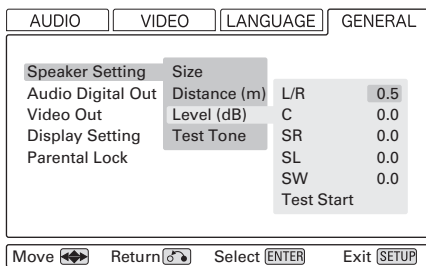 AUDIO VIDEO LANGUAGE GENERAL
Speaker Setting Size
Audio Digital Out Distance (m) L/R 0.5
Video Out Level (dB) C 0.0
Display Setting Test Tone SR 0.0
Parental Lock SL 0.0
SW 0.0
Test Start
Move Return Select ENTER Exit SETUP